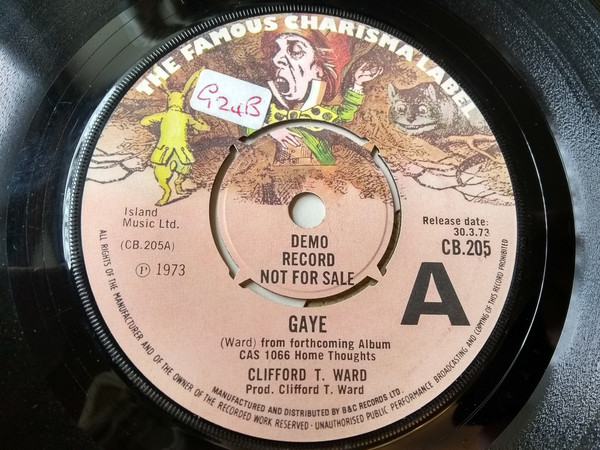 THE FAMOUS CHARISMA LABEL
G24B
Island
Music Ltd.
(CB.205A)
Ⓟ 1973
DEMO
RECORD
NOT FOR SALE
Release date:
30.3.73
CB.205
A
GAYE
(Ward) from forthcoming Album
CAS 1066 Home Thoughts
CLIFFORD T. WARD
Prod. Clifford T. Ward
MANUFACTURED AND DISTRIBUTED BY B&C RECORDS LTD.
ALL RIGHTS OF THE MANUFACTURER AND OF THE OWNER OF THE RECORDED WORK RESERVED - UNAUTHORISED PUBLIC PERFORMANCE BROADCASTING AND COPYING OF THIS RECORD PROHIBITED